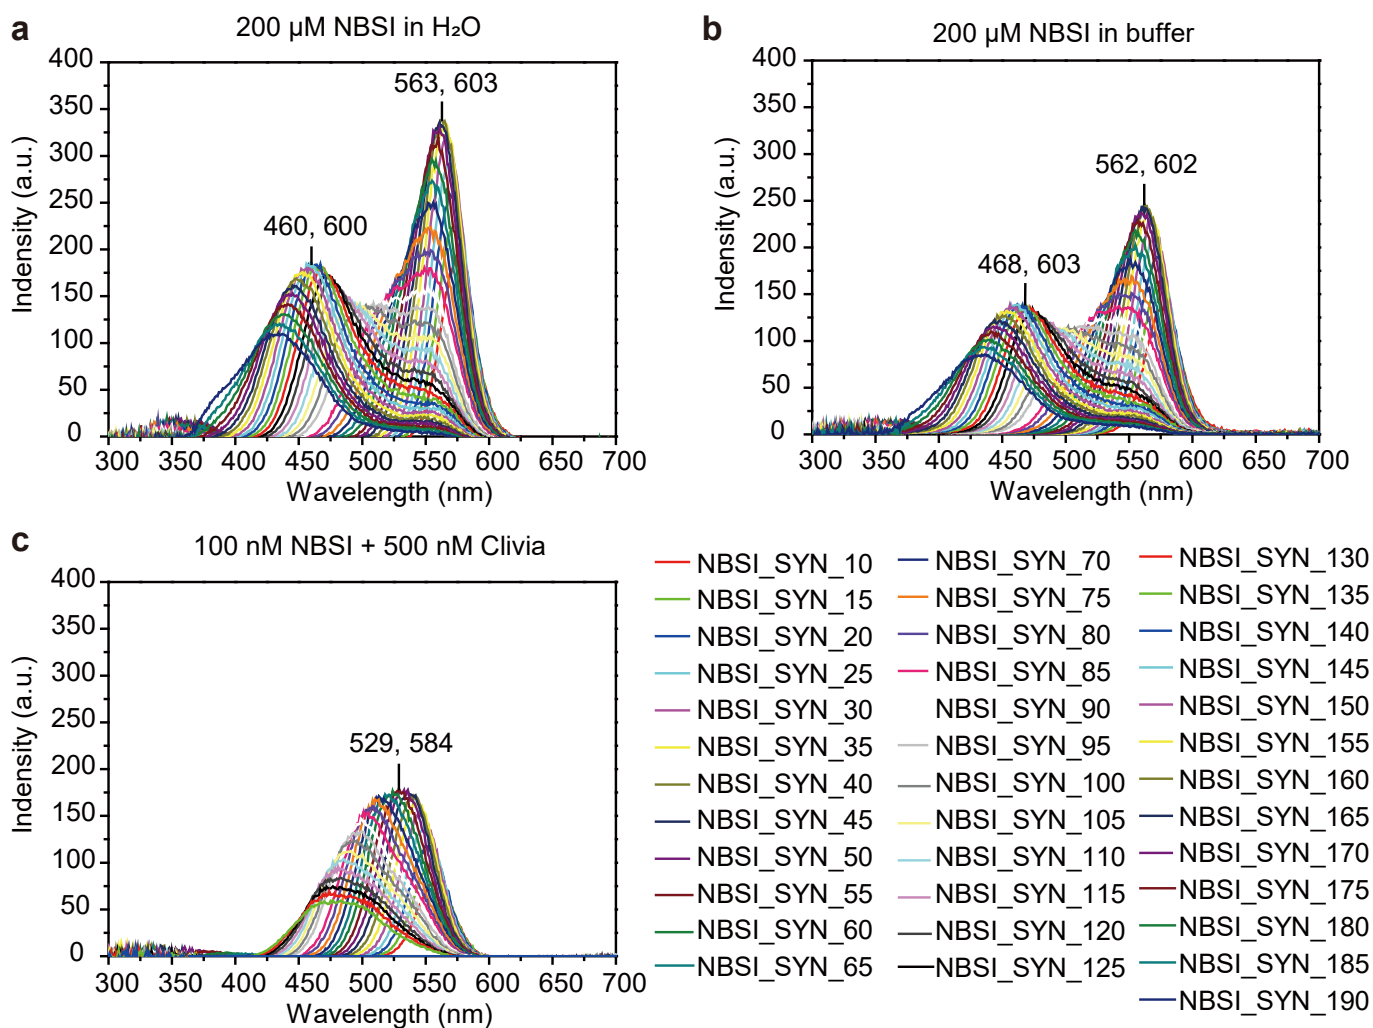 a
200 μM NBSI in H₂O
400
350
300
250
200
150
100
50
0
Indensity (a.u.)
563, 603
460, 600
300 350 400 450 500 550 600 650 700
Wavelength (nm)
b
200 μM NBSI in buffer
400
350
300
250
200
150
100
50
0
Indensity (a.u.)
562, 602
468, 603
300 350 400 450 500 550 600 650 700
Wavelength (nm)
c
100 nM NBSI + 500 nM Clivia
400
350
300
250
200
150
100
50
0
Indensity (a.u.)
529, 584
300 350 400 450 500 550 600 650 700
Wavelength (nm)
NBSI_SYN_10
NBSI_SYN_15
NBSI_SYN_20
NBSI_SYN_25
NBSI_SYN_30
NBSI_SYN_35
NBSI_SYN_40
NBSI_SYN_45
NBSI_SYN_50
NBSI_SYN_55
NBSI_SYN_60
NBSI_SYN_65
NBSI_SYN_70
NBSI_SYN_75
NBSI_SYN_80
NBSI_SYN_85
NBSI_SYN_90
NBSI_SYN_95
NBSI_SYN_100
NBSI_SYN_105
NBSI_SYN_110
NBSI_SYN_115
NBSI_SYN_120
NBSI_SYN_125
NBSI_SYN_130
NBSI_SYN_135
NBSI_SYN_140
NBSI_SYN_145
NBSI_SYN_150
NBSI_SYN_155
NBSI_SYN_160
NBSI_SYN_165
NBSI_SYN_170
NBSI_SYN_175
NBSI_SYN_180
NBSI_SYN_185
NBSI_SYN_190